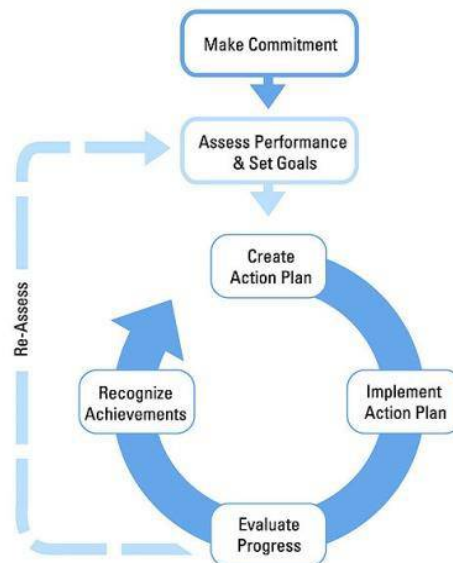 Make Commitment
Assess Performance
& Set Goals
Create
Action Plan
Re-Assess
Recognize
Achievements
Implement
Action Plan
Evaluate
Progress